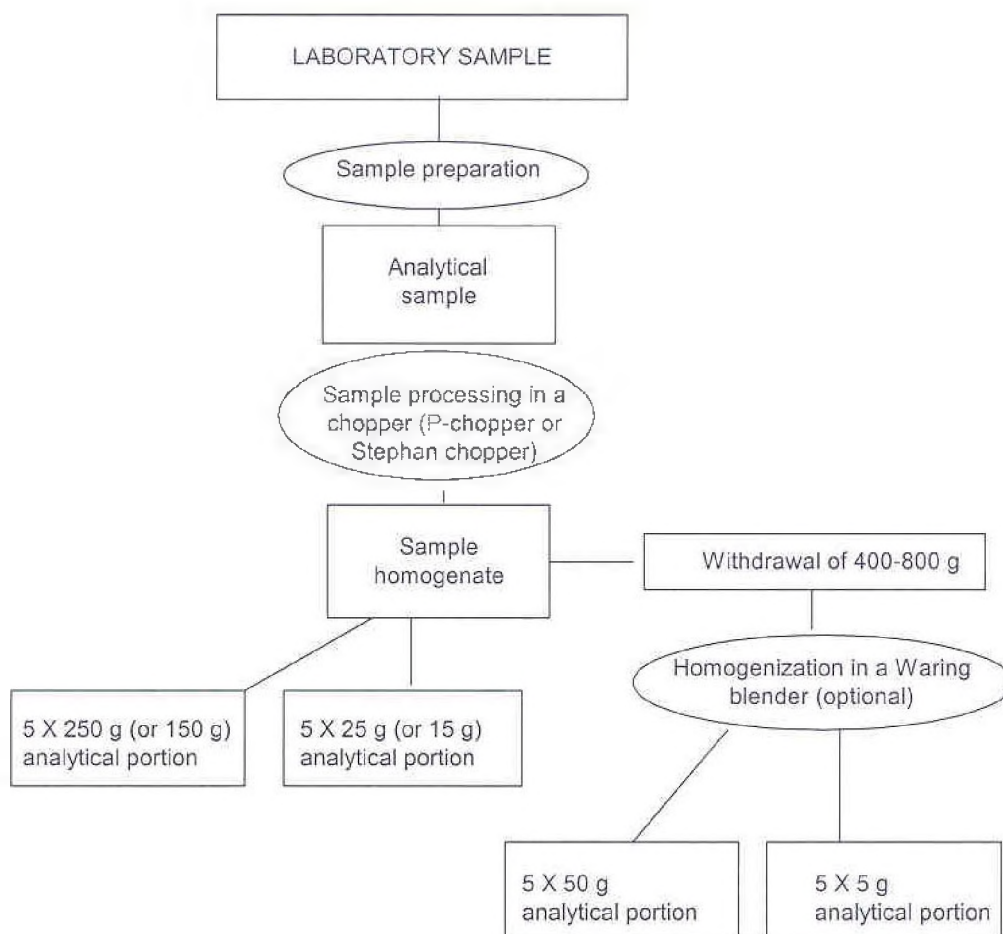 LABORATORY SAMPLE
Sample preparation
Analytical
sample
Sample processing in a
chopper (P-chopper or
Stephan chopper)
Sample
homogenate
Withdrawal of 400-800 g
Homogenization in a Waring
blender (optional)
5 X 250 g (or 150 g)
analytical portion
5 X 25 g (or 15 g)
analytical portion
5 X 50 g
analytical portion
5 X 5 g
analytical portion